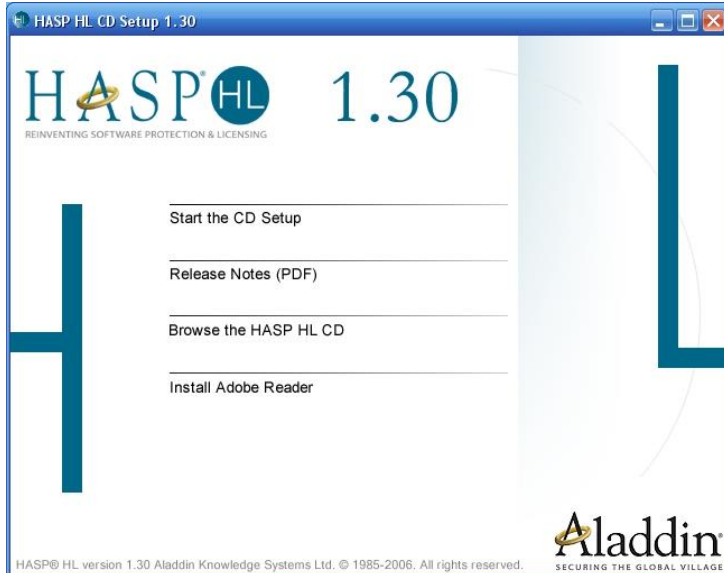 HASP HL CD Setup 1.30
HASP® HL 1.30
REINVENTING SOFTWARE PROTECTION & LICENSING
Start the CD Setup
Release Notes (PDF)
Browse the HASP HL CD
Install Adobe Reader
H L
Aladdin
SECURING THE GLOBAL VILLAGE
HASP® HL version 1.30 Aladdin Knowledge Systems Ltd. © 1985-2006. All rights reserved.